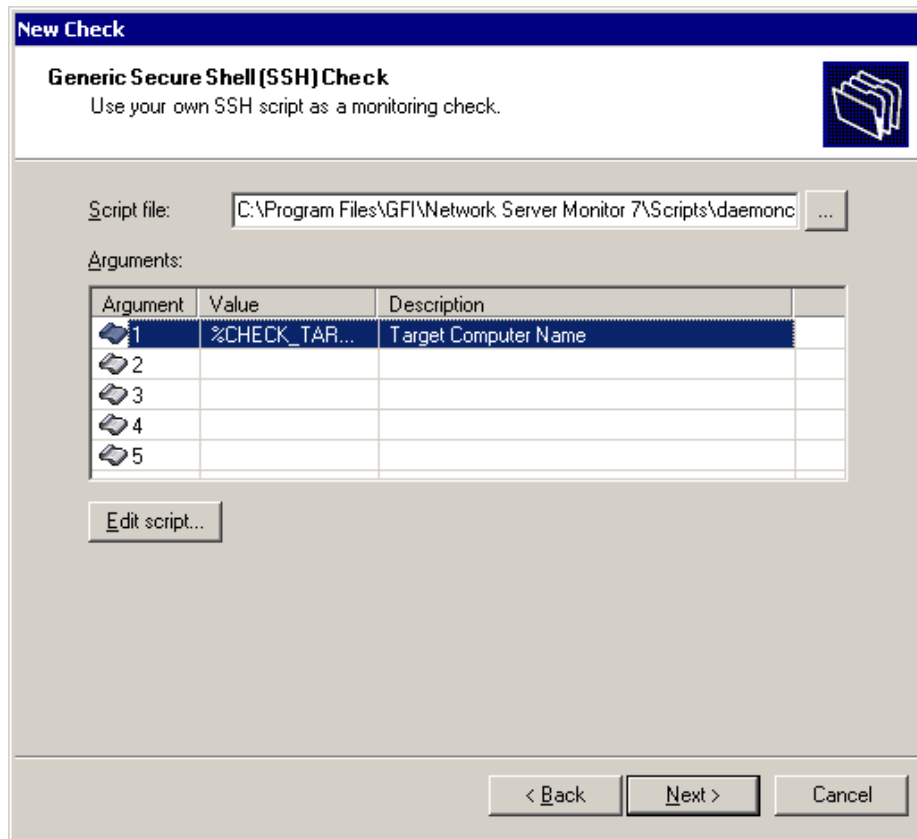 New Check
Generic Secure Shell (SSH) Check
Use your own SSH script as a monitoring check.
Script file: C:\Program Files\GFI\Network Server Monitor 7\Scripts\daemonc ...
Arguments:
Argument Value Description
1 %CHECK_TAR... Target Computer Name
2
3
4
5
Edit script...
< Back Next > Cancel